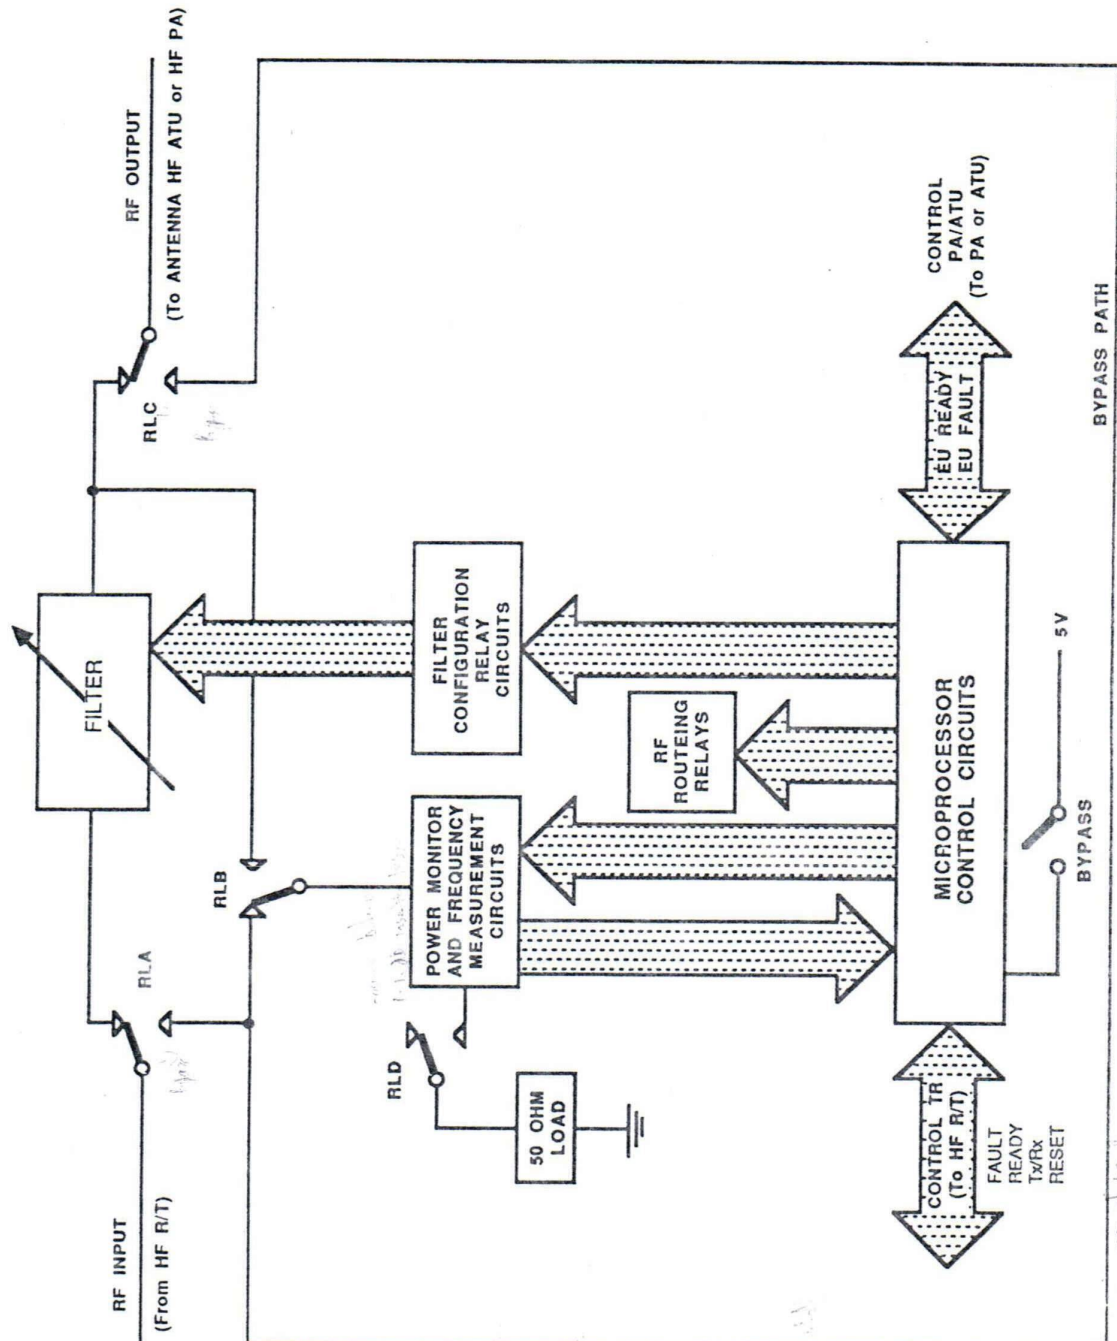 RF INPUT
(From HF R/T)
RLA
FILTER
RLC
RF OUTPUT
(To ANTENNA HF ATU or HF PA)
RLB
RLD
50 OHM
LOAD
POWER MONITOR
AND FREQUENCY
MEASUREMENT
CIRCUITS
FILTER
CONFIGURATION
RELAY
CIRCUITS
RF
ROUTEING
RELAYS
CONTROL TR
(To HF R/T)
FAULT
READY
Tx/Rx
RESET
MICROPROCESSOR
CONTROL CIRCUITS
EU READY
EU FAULT
CONTROL
PA/ATU
(To PA or ATU)
BYPASS
5V
BYPASS PATH